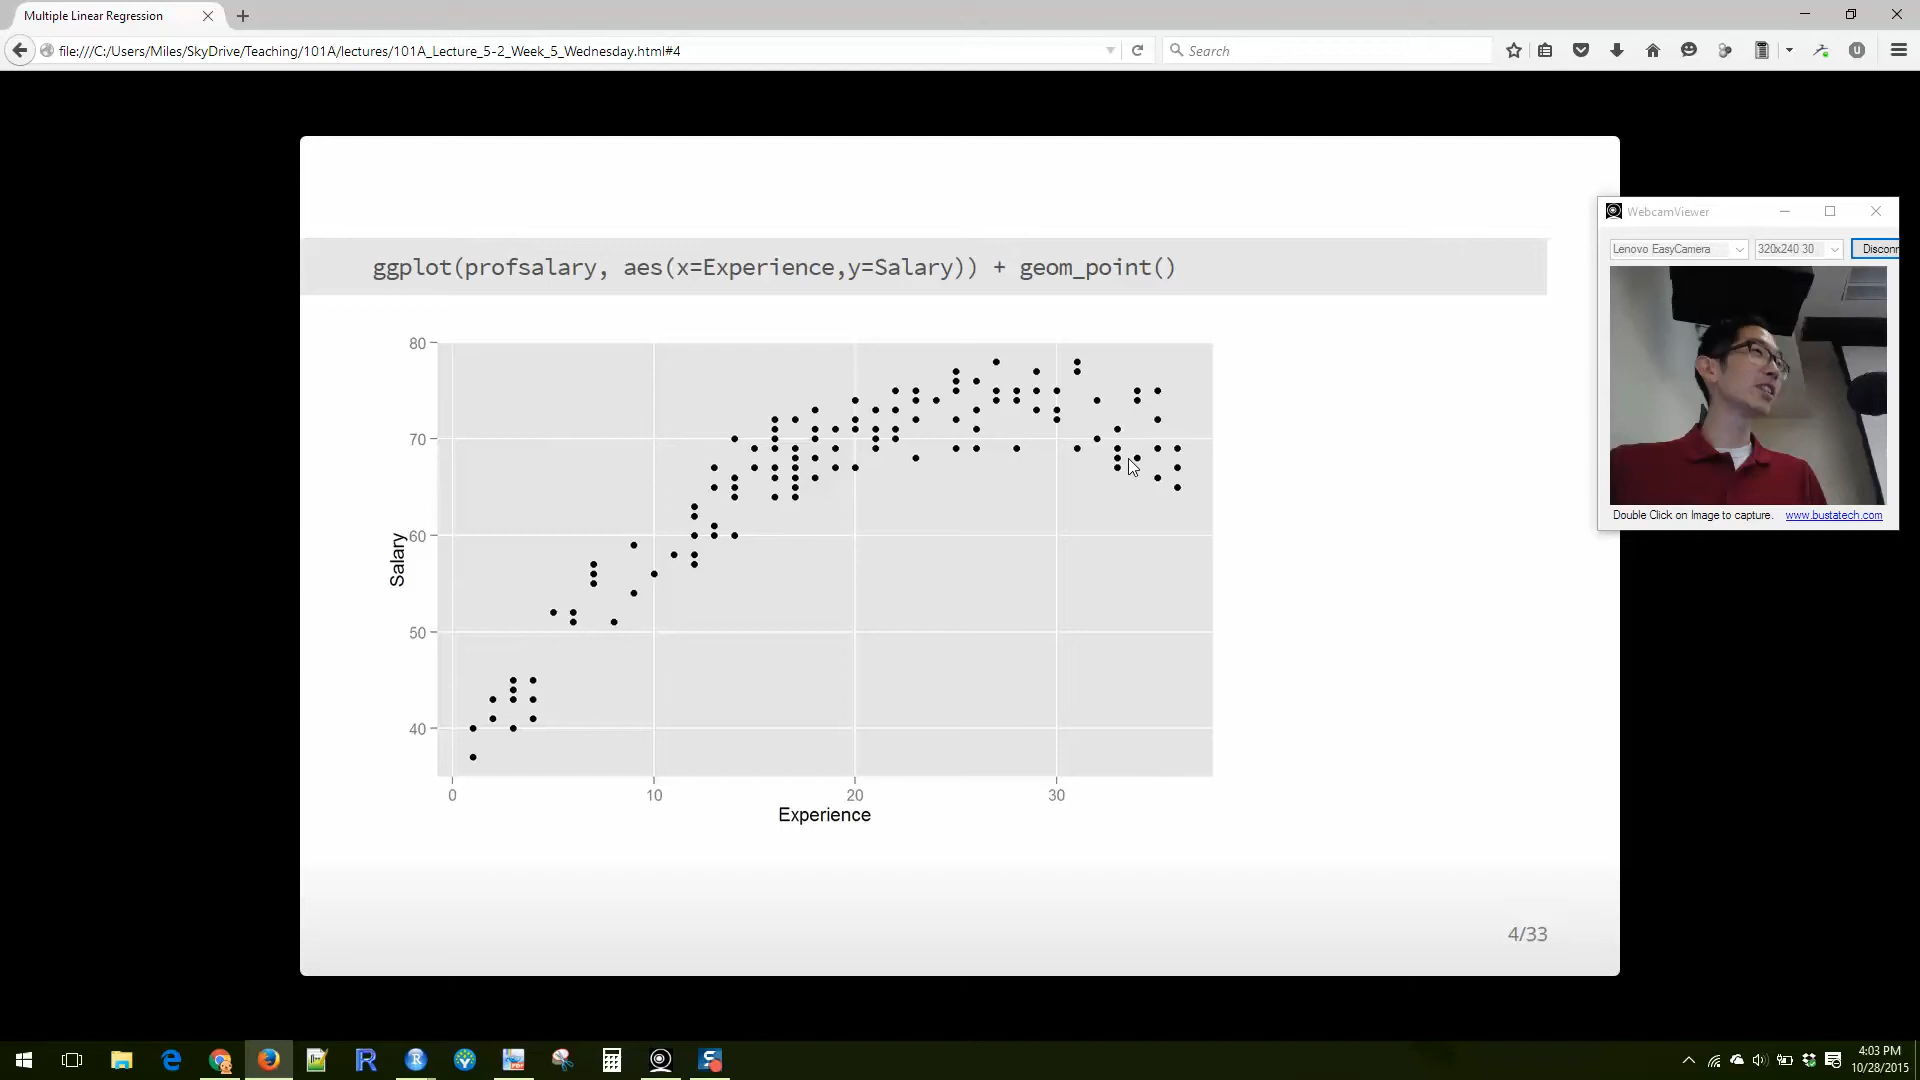 Multiple Linear Regression
file:///C:/Users/Miles/SkyDrive/Teaching/101A/lectures/101A_Lecture_5-2_Week_5_Wednesday.html#4
Search
ggplot(profsalary, aes(x=Experience,y=Salary)) + geom_point()
WebcamViewer
Lenovo EasyCamera
320x240 30
Disconn
Double Click on Image to capture.
www.bustatech.com
80
70
60
50
40
Salary
0
10
20
30
Experience
4/33
4:03 PM
10/28/2015